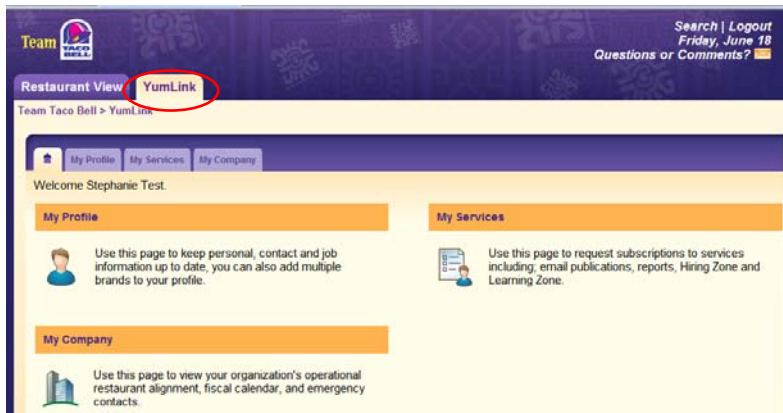 Search | Logout
Team TACO BELL
Friday, June 18
Questions or Comments?
Restaurant View YumLink
Team Taco Bell > YumLink
My Profile My Services My Company
Welcome Stephanie Test.
My Profile
Use this page to keep personal, contact and job
information up to date, you can also add multiple
brands to your profile.
My Services
Use this page to request subscriptions to services
including; email publications, reports, Hiring Zone and
Learning Zone.
My Company
Use this page to view your organization's operational
restaurant alignment, fiscal calendar, and emergency
contacts.